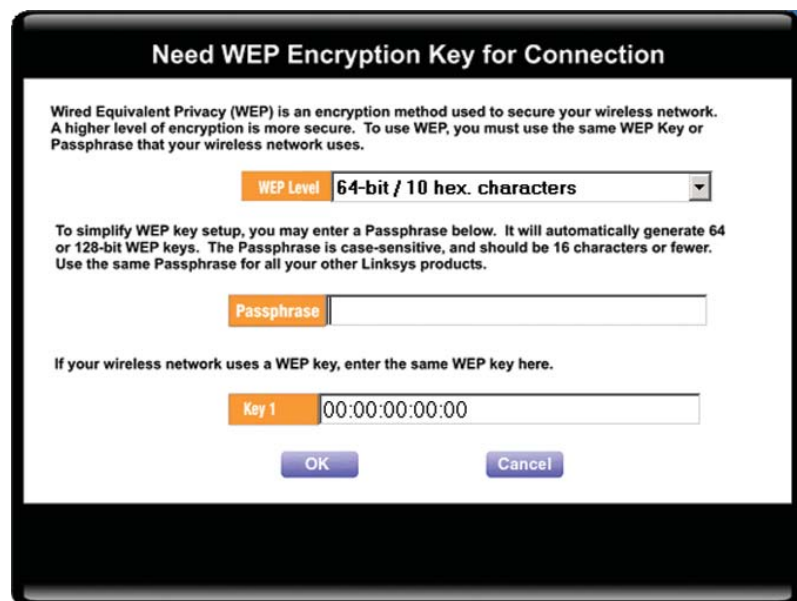 Need WEP Encryption Key for Connection
Wired Equivalent Privacy (WEP) is an encryption method used to secure your wireless network.
A higher level of encryption is more secure. To use WEP, you must use the same WEP Key or
Passphrase that your wireless network uses.
WEP Level 64-bit / 10 hex. characters
To simplify WEP key setup, you may enter a Passphrase below. It will automatically generate 64
or 128-bit WEP keys. The Passphrase is case-sensitive, and should be 16 characters or fewer.
Use the same Passphrase for all your other Linksys products.
Passphrase
If your wireless network uses a WEP key, enter the same WEP key here.
Key 1 00:00:00:00:00
OK Cancel